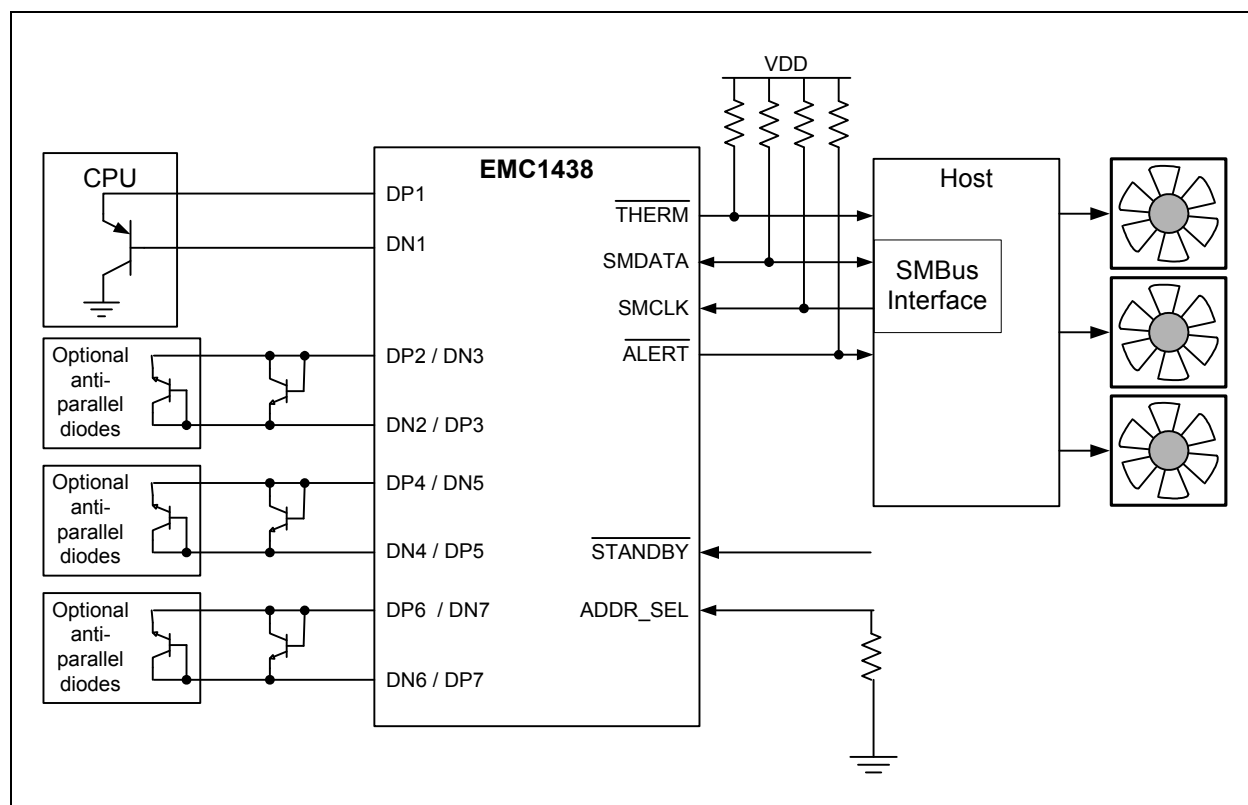 VDD
CPU
EMC1438
Host
DP1
DN1
THERM
SMDATA
SMCLK
ALERT
SMBus
Interface
Optional
anti-
parallel
diodes
DP2 / DN3
DN2 / DP3
Optional
anti-
parallel
diodes
DP4 / DN5
DN4 / DP5
STANDBY
Optional
anti-
parallel
diodes
DP6 / DN7
DN6 / DP7
ADDR_SEL